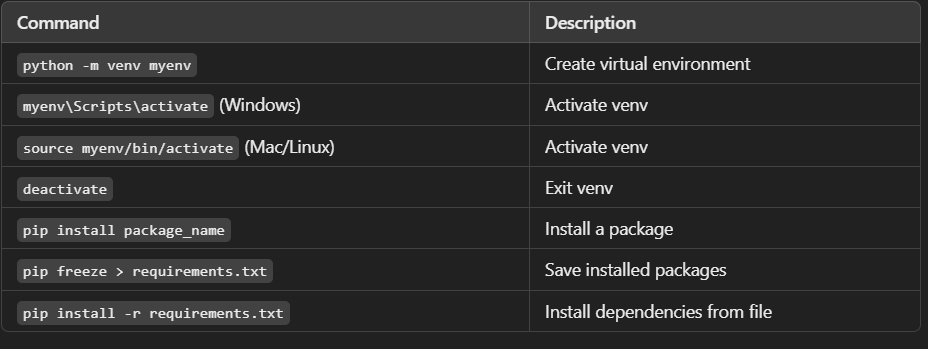 Command Description
python -m venv myenv Create virtual environment
myenv\Scripts\activate (Windows) Activate venv
source myenv/bin/activate (Mac/Linux) Activate venv
deactivate Exit venv
pip install package_name Install a package
pip freeze > requirements.txt Save installed packages
pip install -r requirements.txt Install dependencies from file